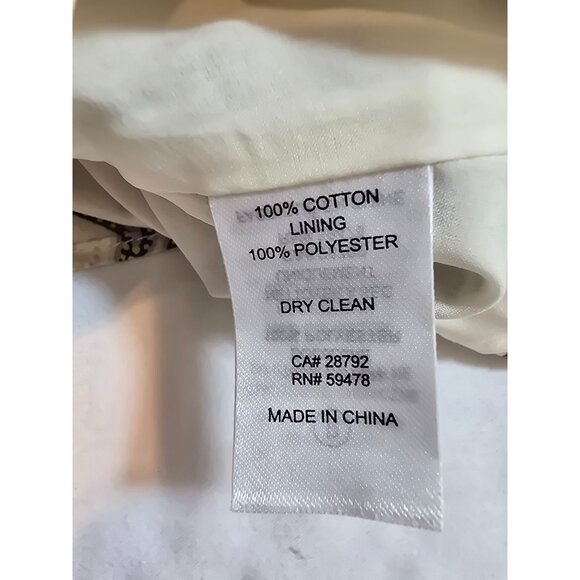 100% COTTON
LINING
100% POLYESTER
DRY CLEAN
CA# 28792
RN# 59478
MADE IN CHINA